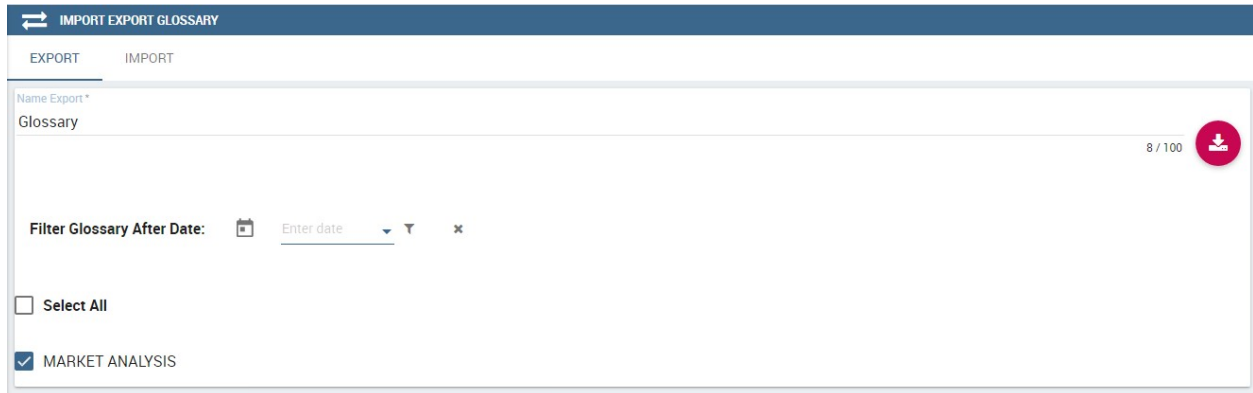 IMPORT EXPORT GLOSSARY
EXPORT IMPORT
Name Export *
Glossary
8 / 100
Filter Glossary After Date: Enter date
Select All
MARKET ANALYSIS